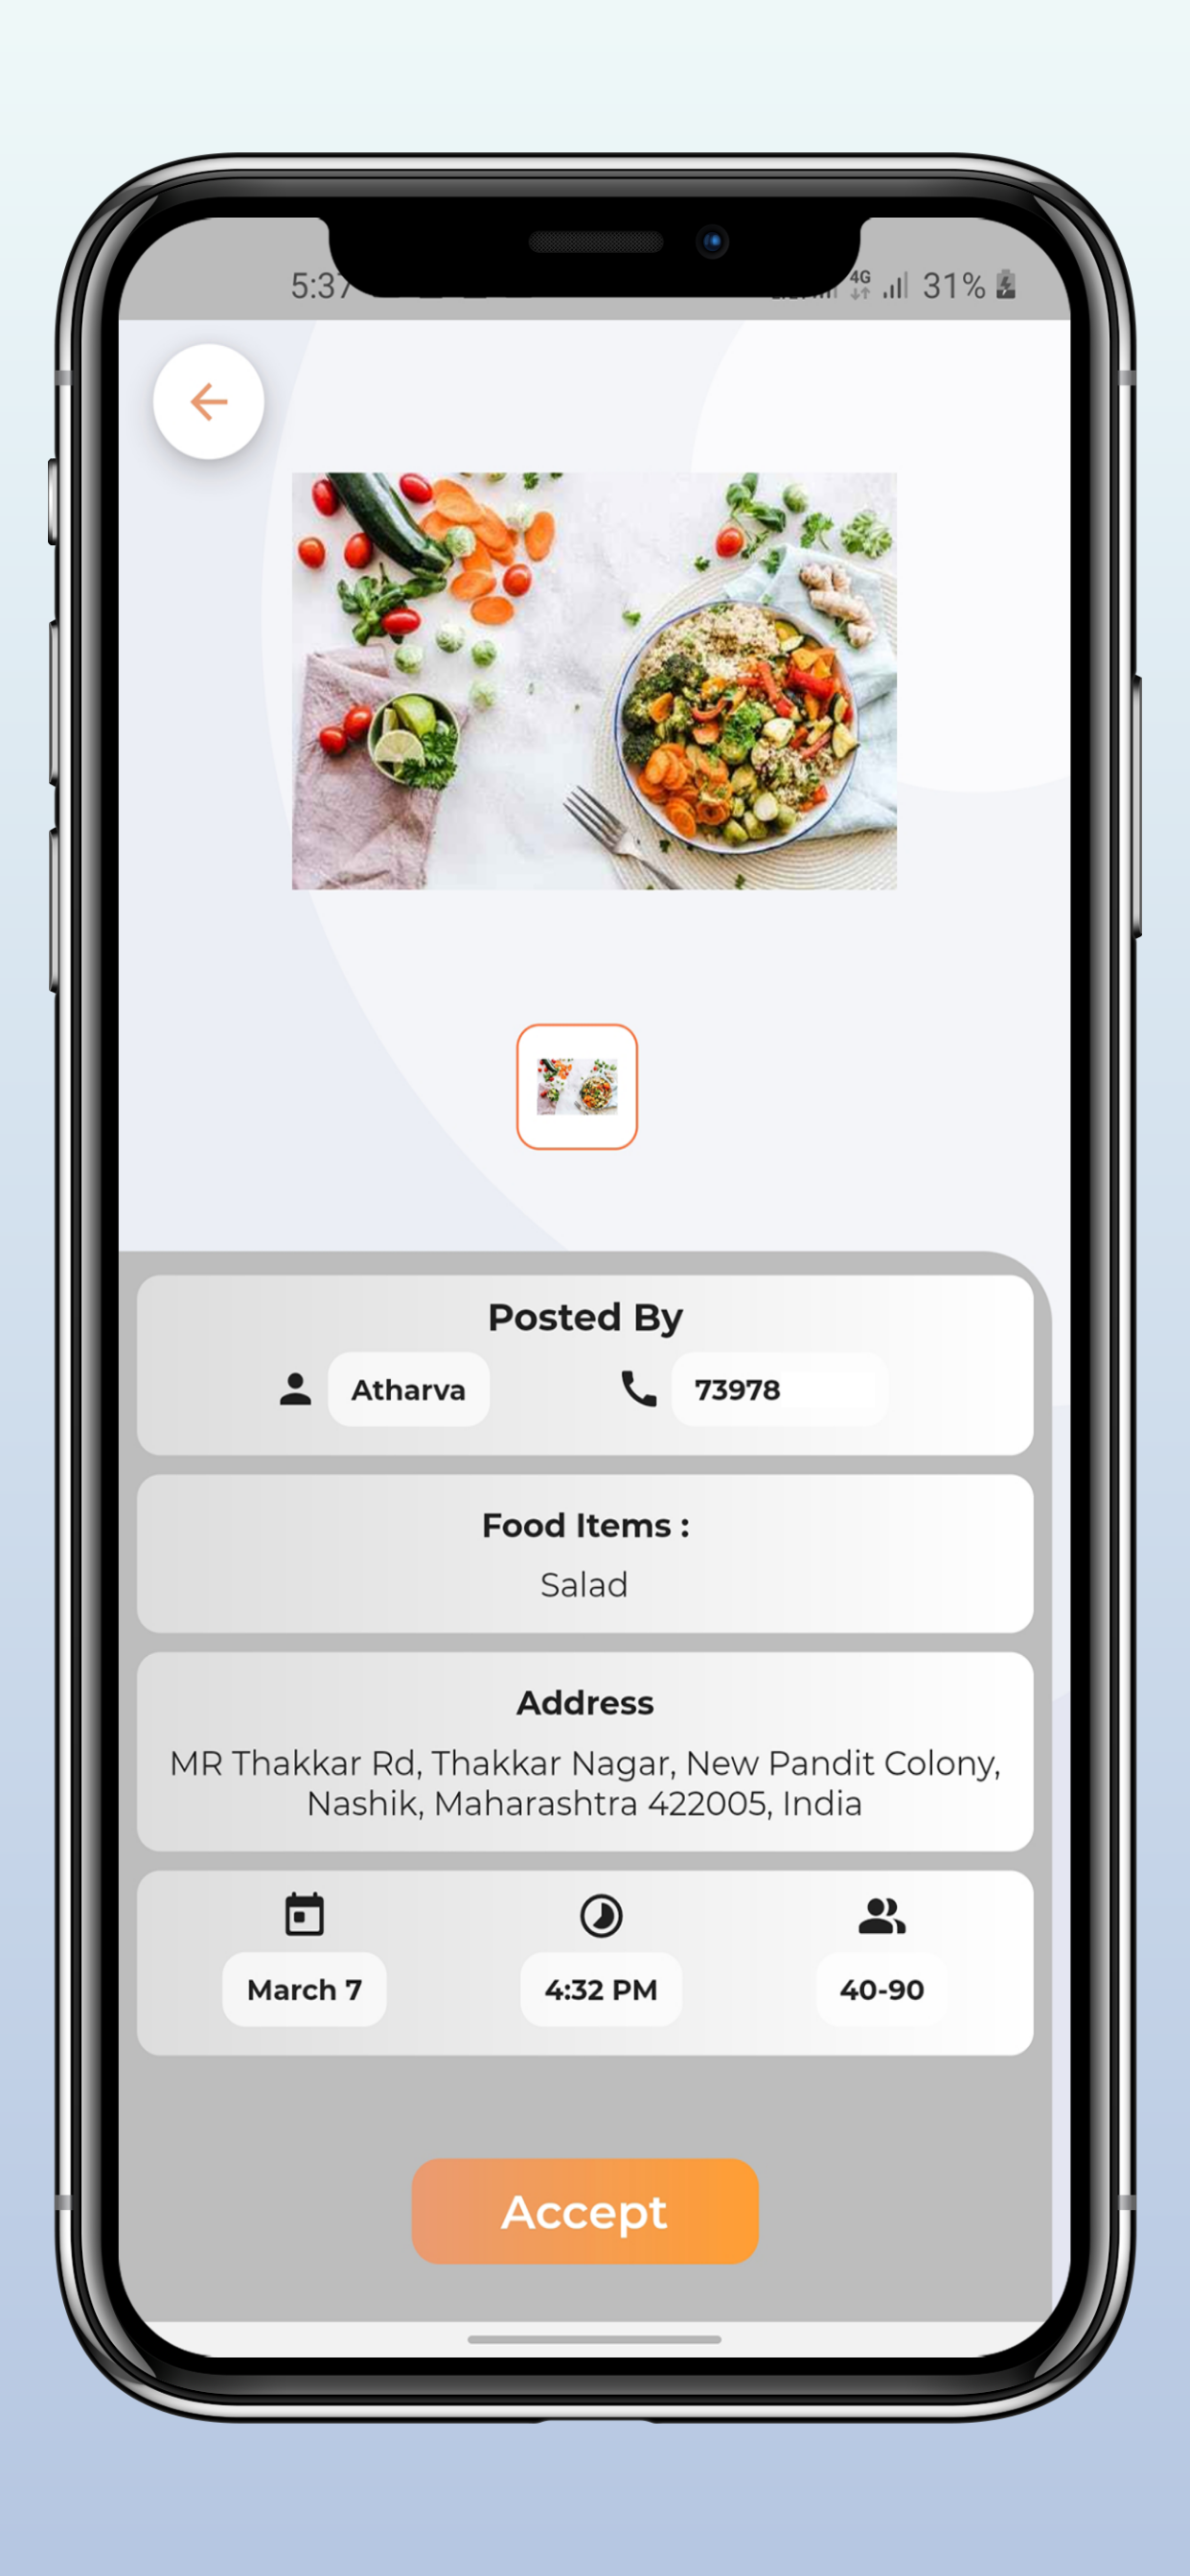 5:37
4G
31%
Posted By
Atharva
73978
Food Items :
Salad
Address
MR Thakkar Rd, Thakkar Nagar, New Pandit Colony,
Nashik, Maharashtra 422005, India
March 7
4:32 PM
40-90
Accept